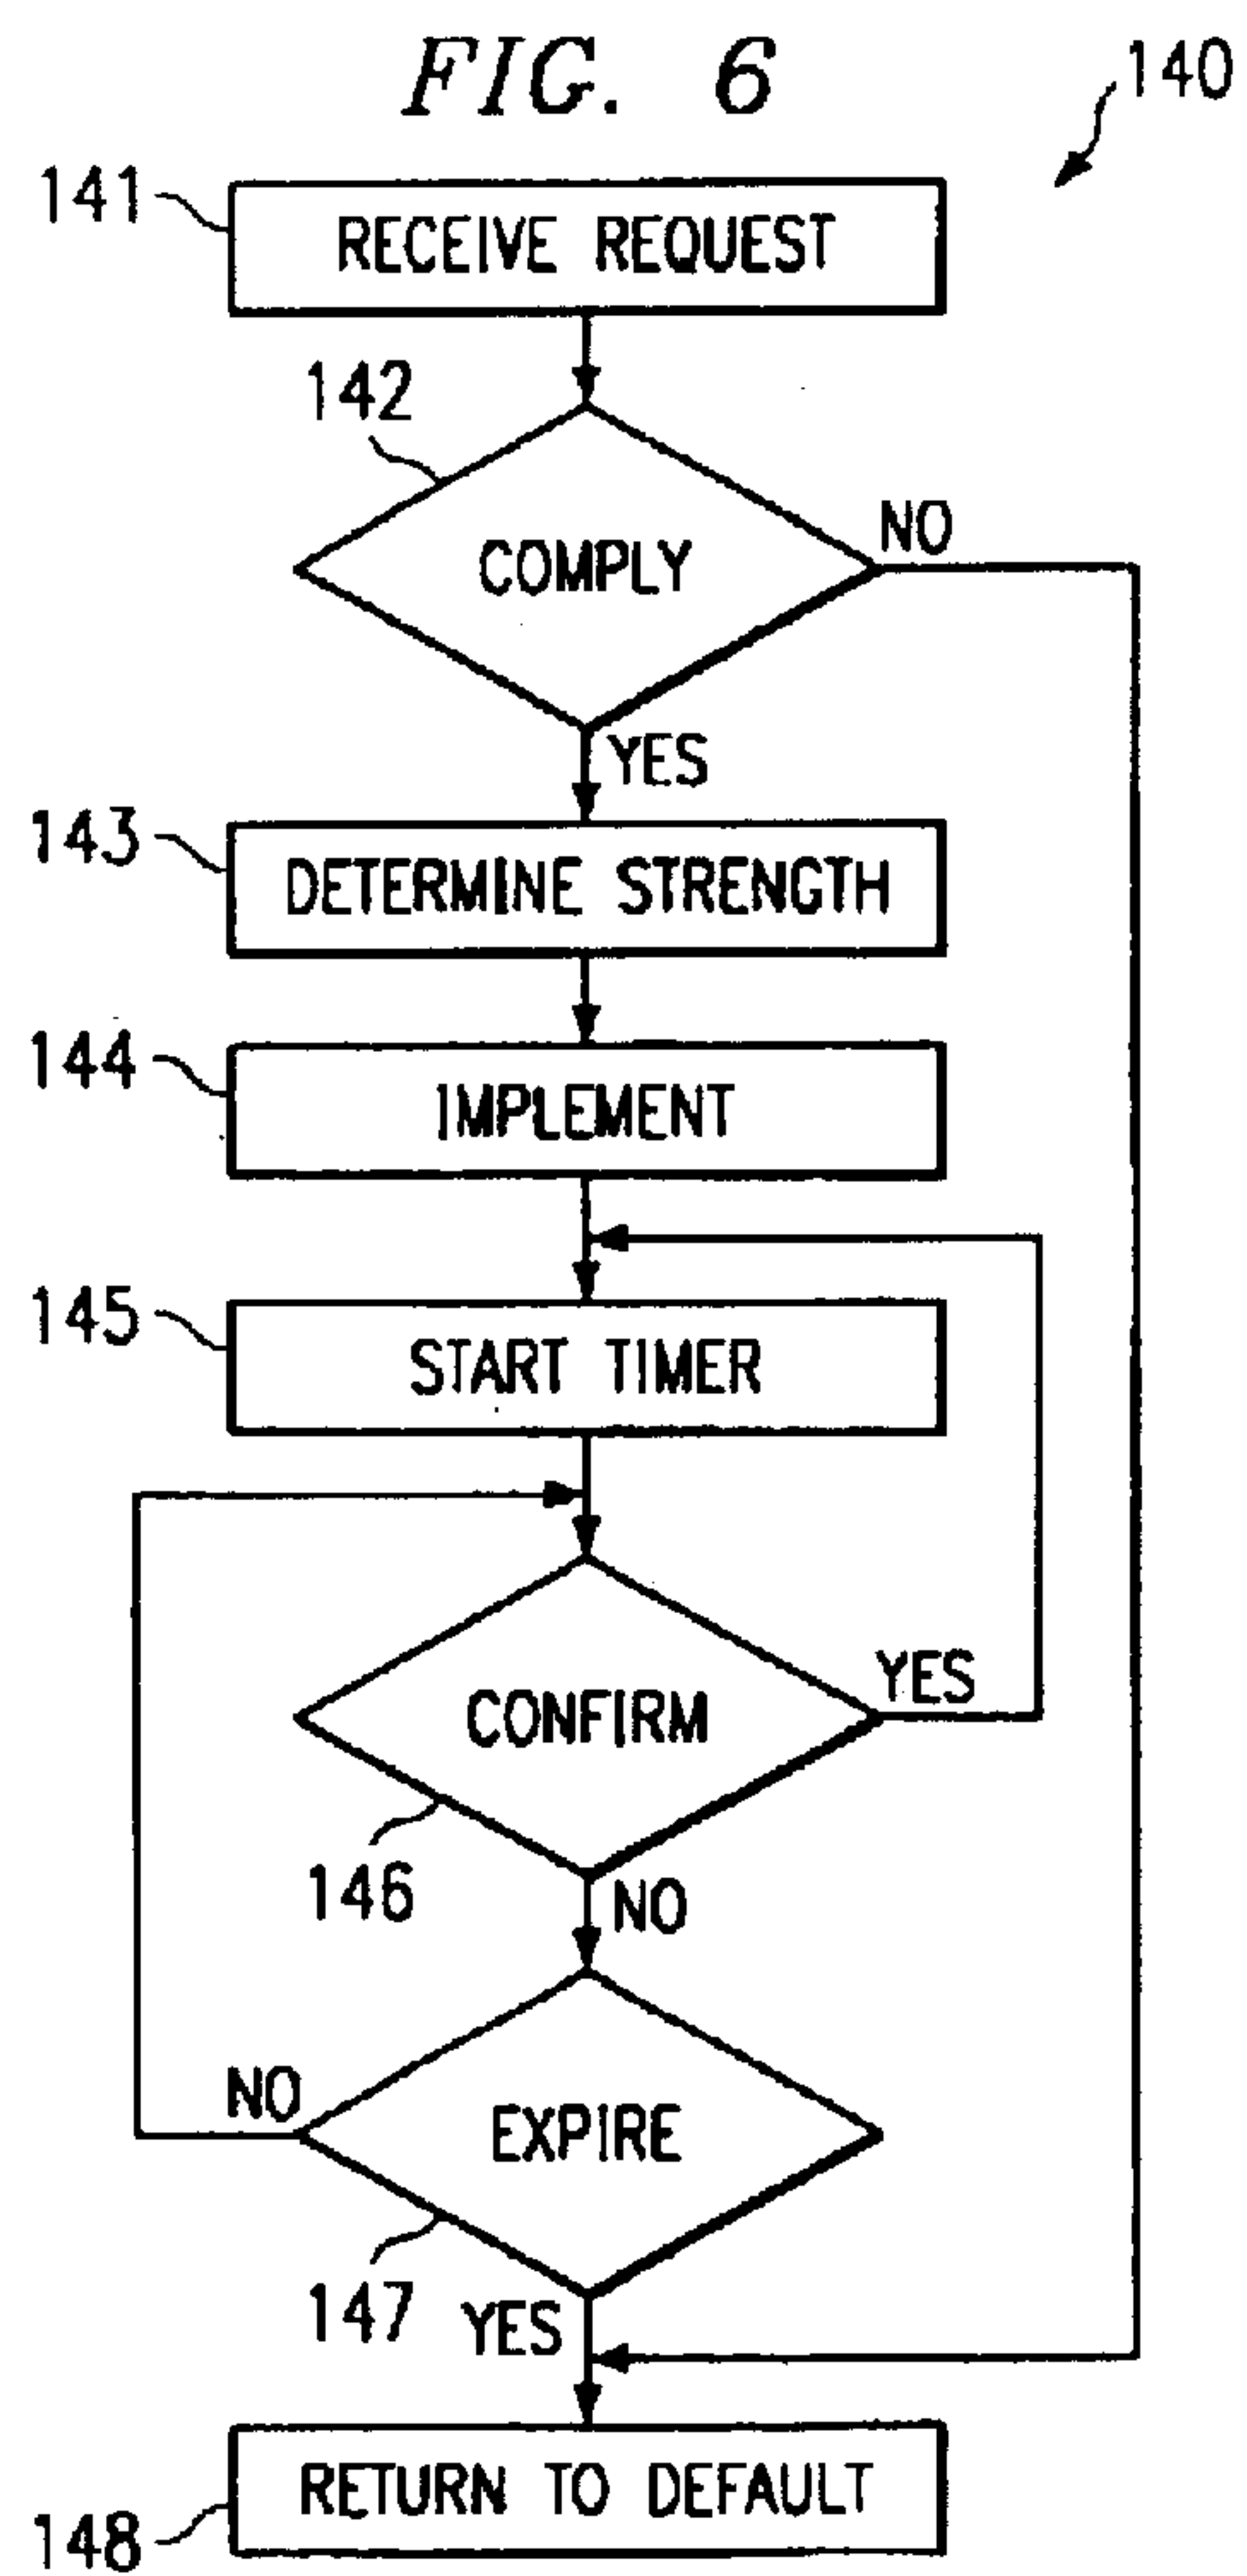 FIG. 6
140
141
RECEIVE REQUEST
142
COMPLY
NO
YES
143
DETERMINE STRENGTH
144
IMPLEMENT
145
START TIMER
CONFIRM
YES
146
NO
NO
EXPIRE
147
YES
RETURN TO DEFAULT
148